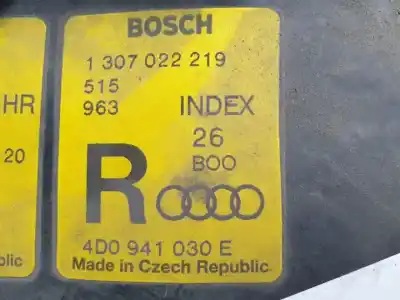 BOSCH
1 307 022 219
515
963 INDEX
HR
26
20
BOO
R
4D0 941 030 E
Made in Czech Republic
blic